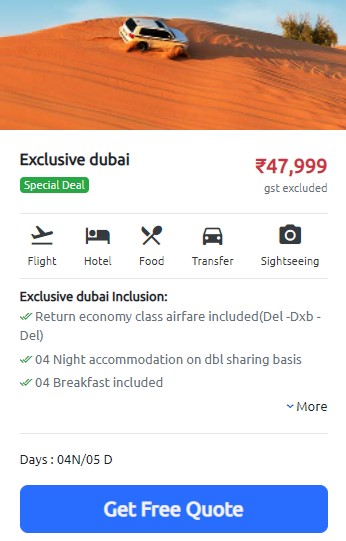 Exclusive dubai
Special Deal
₹47,999
gst excluded
Flight
Hotel
Food
Transfer
Sightseeing
Exclusive dubai Inclusion:
Return economy class airfare included(Del -Dxb -
Del)
04 Night accommodation on dbl sharing basis
04 Breakfast included
More
Days : 04N/05 D
Get Free Quote